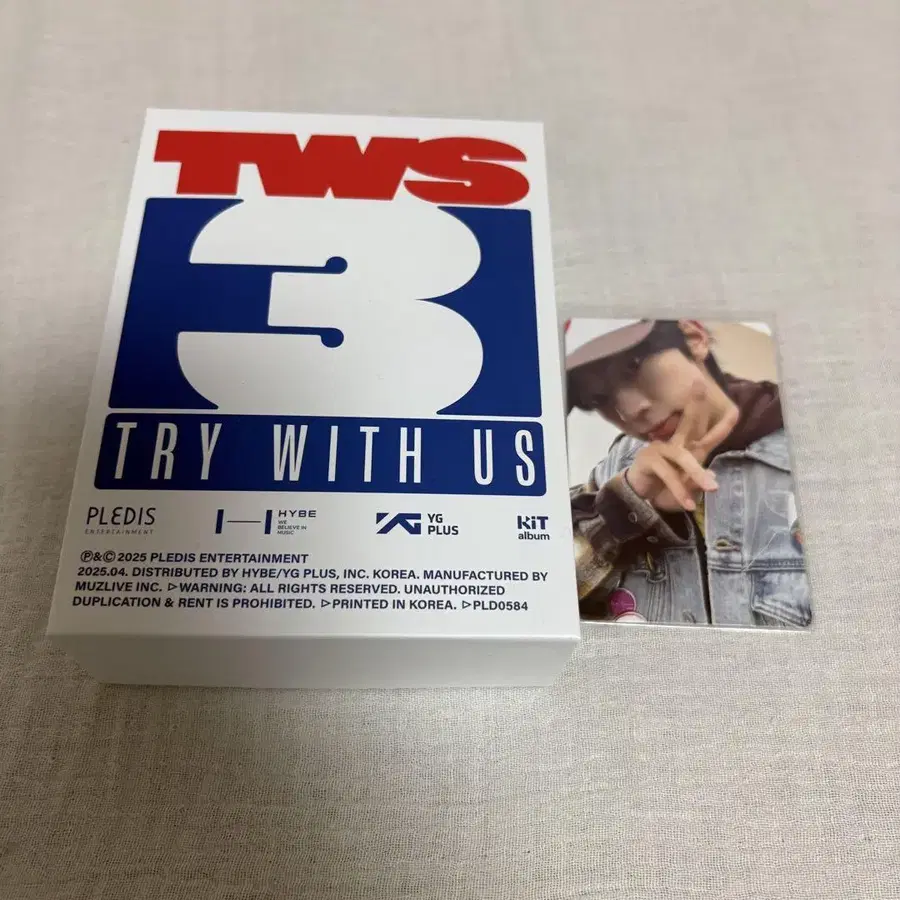 TWS
3
TRY WITH US
PLEDIS
ENTERTAINMENT
HYBE
WE
BELIEVE IN
MUSIC
YG
PLUS
KiT
album
Ⓟ&Ⓒ 2025 PLEDIS ENTERTAINMENT
2025.04. DISTRIBUTED BY HYBE/YG PLUS, INC. KOREA. MANUFACTURED BY
MUZLIVE INC. ▷WARNING: ALL RIGHTS RESERVED. UNAUTHORIZED
DUPLICATION & RENT IS PROHIBITED. ▷PRINTED IN KOREA. ▷PLD0584